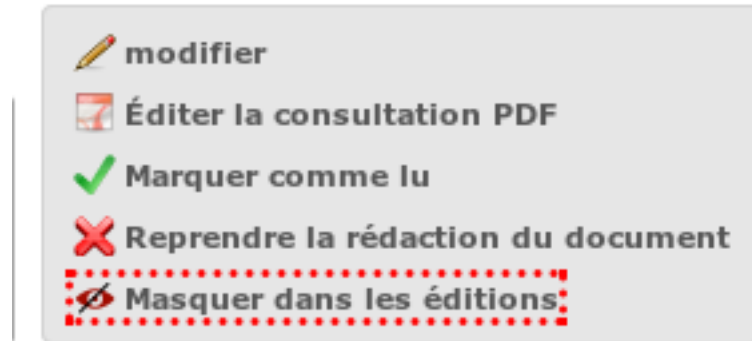 modifier
Éditer la consultation PDF
Marquer comme lu
Reprendre la rédaction du document
Masquer dans les éditions